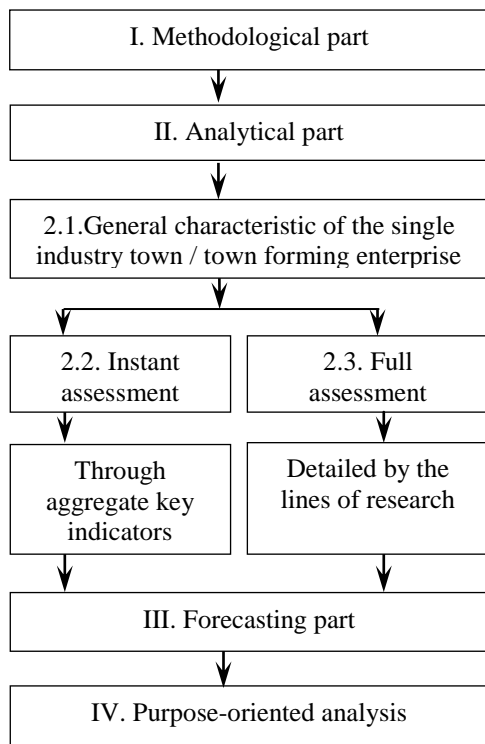 I. Methodological part
II. Analytical part
2.1.General characteristic of the single
industry town / town forming enterprise
2.2. Instant
assessment
2.3. Full
assessment
Through
aggregate key
indicators
Detailed by the
lines of research
III. Forecasting part
IV. Purpose-oriented analysis